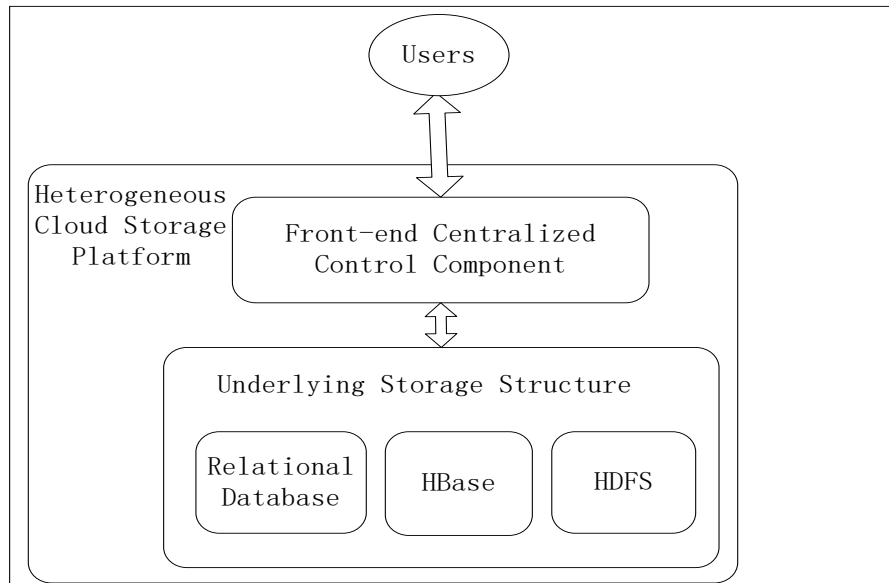 Users
Heterogeneous
Cloud Storage
Platform
Front-end Centralized
Control Component
Underlying Storage Structure
Relational
Database
HBase
HDFS